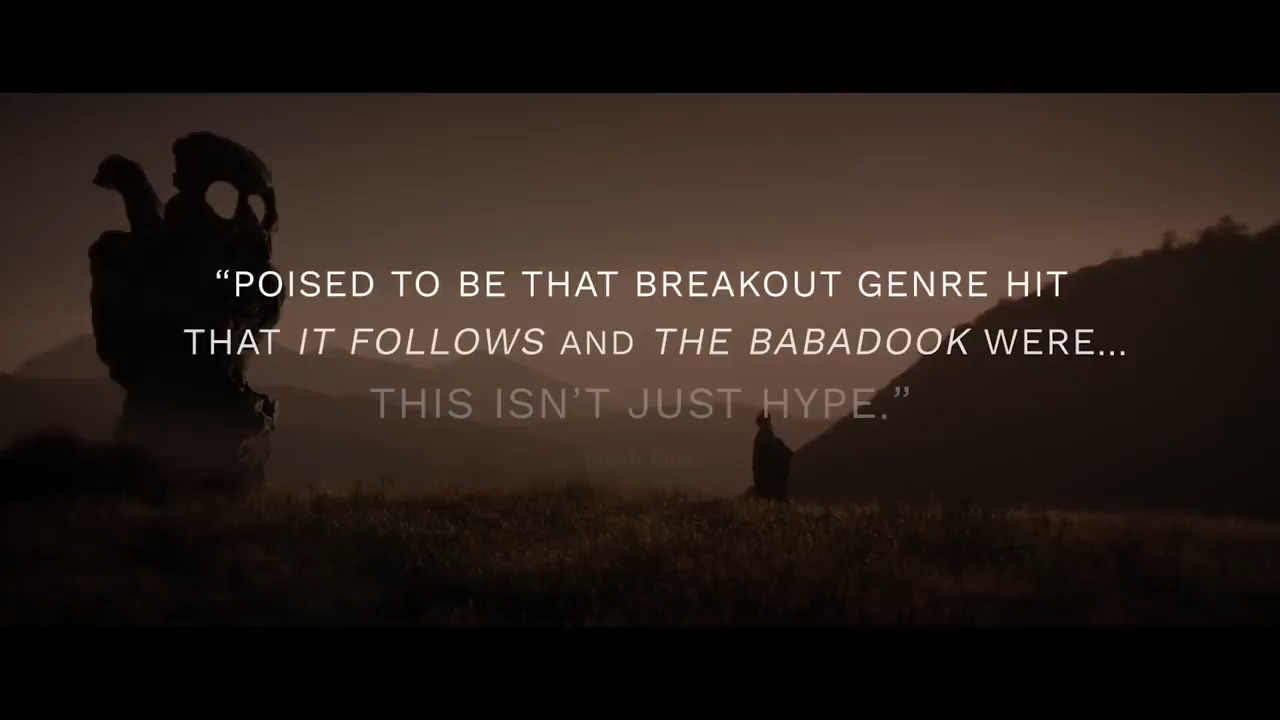 “POISED TO BE THAT BREAKOUT GENRE HIT
THAT IT FOLLOWS AND THE BABADOOK WERE...
THIS ISN’T JUST HYPE.”